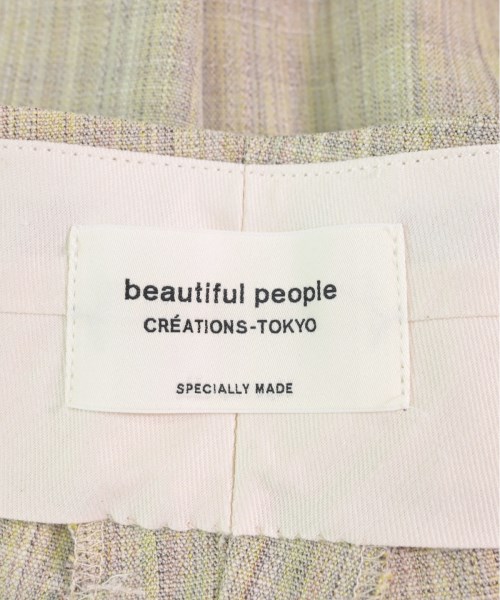 beautiful people
CRÉATIONS-TOKYO
SPECIALLY MADE